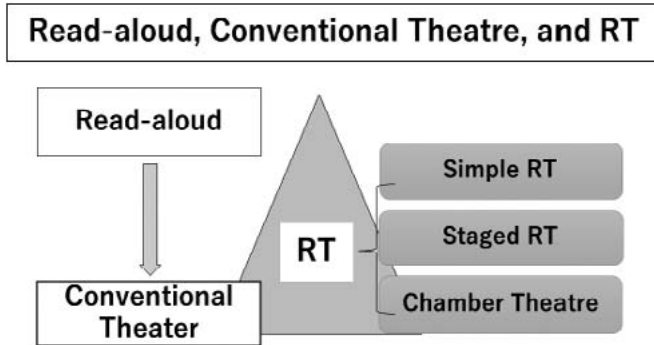 Read-aloud, Conventional Theatre, and RT
Read-aloud
Conventional
Theater
RT
Simple RT
Staged RT
Chamber Theatre